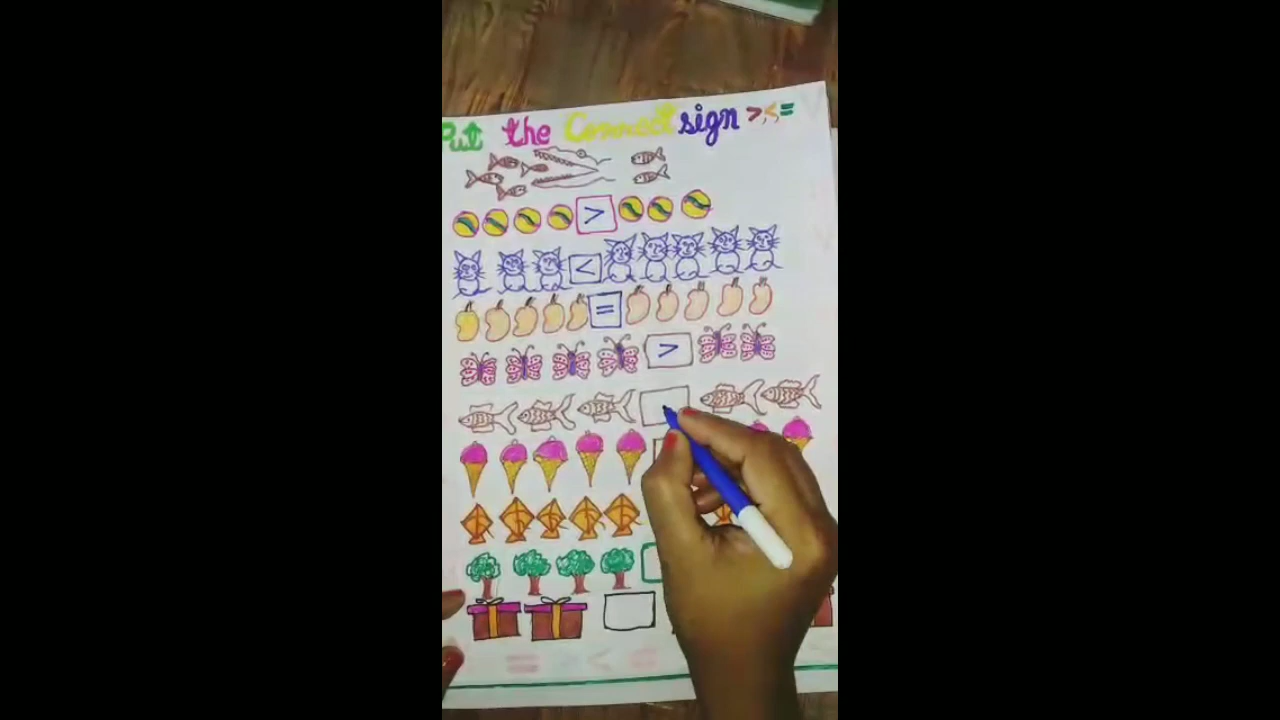 Put the Correct sign >,<,=
>
<
=
>